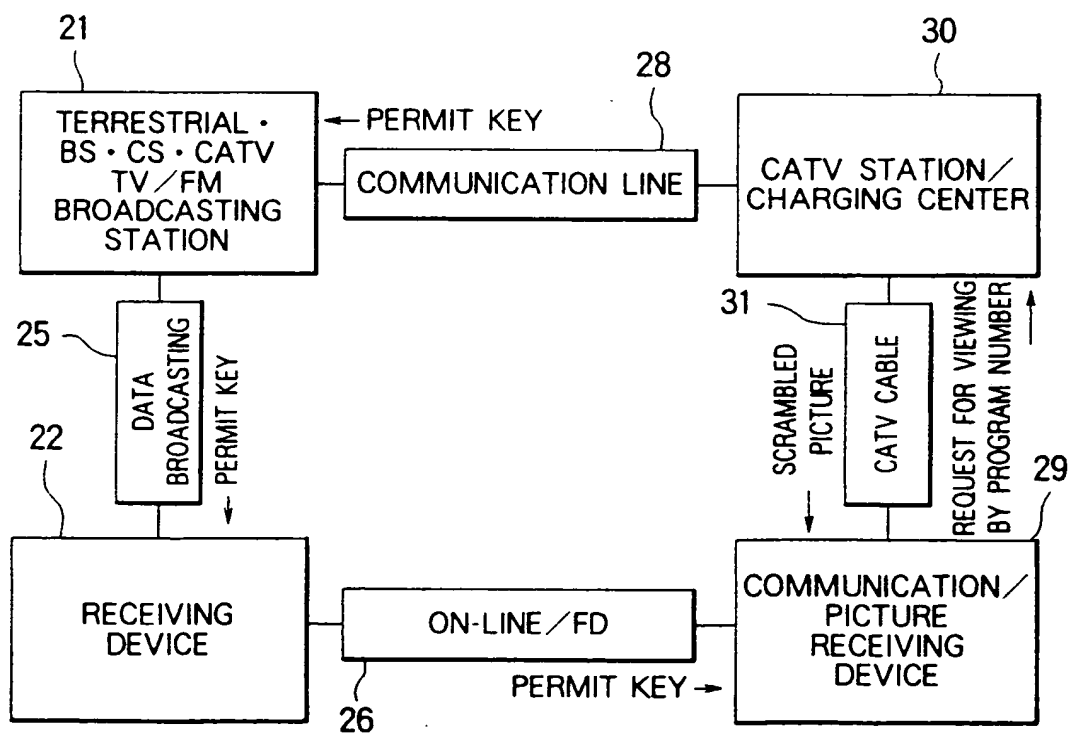 21
30
28
TERRESTRIAL・
BS・CS・CATV
TV/FM
BROADCASTING
STATION
← PERMIT KEY
COMMUNICATION LINE
CATV STATION/
CHARGING CENTER
25
DATA
BROADCASTING
PERMIT KEY
→
31
SCRAMBLED
PICTURE
→
CATV CABLE
REQUEST FOR VIEWING
BY PROGRAM NUMBER
→
22
29
RECEIVING
DEVICE
ON-LINE/FD
COMMUNICATION/
PICTURE
RECEIVING
DEVICE
26
PERMIT KEY →